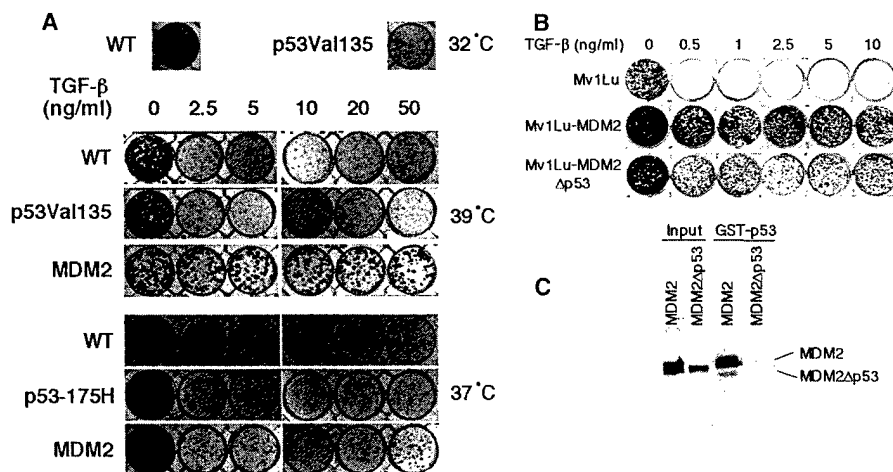 A
WT
p53Val135
32°C
TGF-β
(ng/ml)
0 2.5 5 10 20 50
WT
p53Val135
39°C
MDM2
WT
p53-175H
37°C
MDM2
B
TGF-β (ng/ml) 0 0.5 1 2.5 5 10
Mv1Lu
Mv1Lu-MDM2
Mv1Lu-MDM2
Δp53
C
Input GST-p53
MDM2
MDM2Δp53
MDM2
MDM2Δp53
MDM2
MDM2Δp53